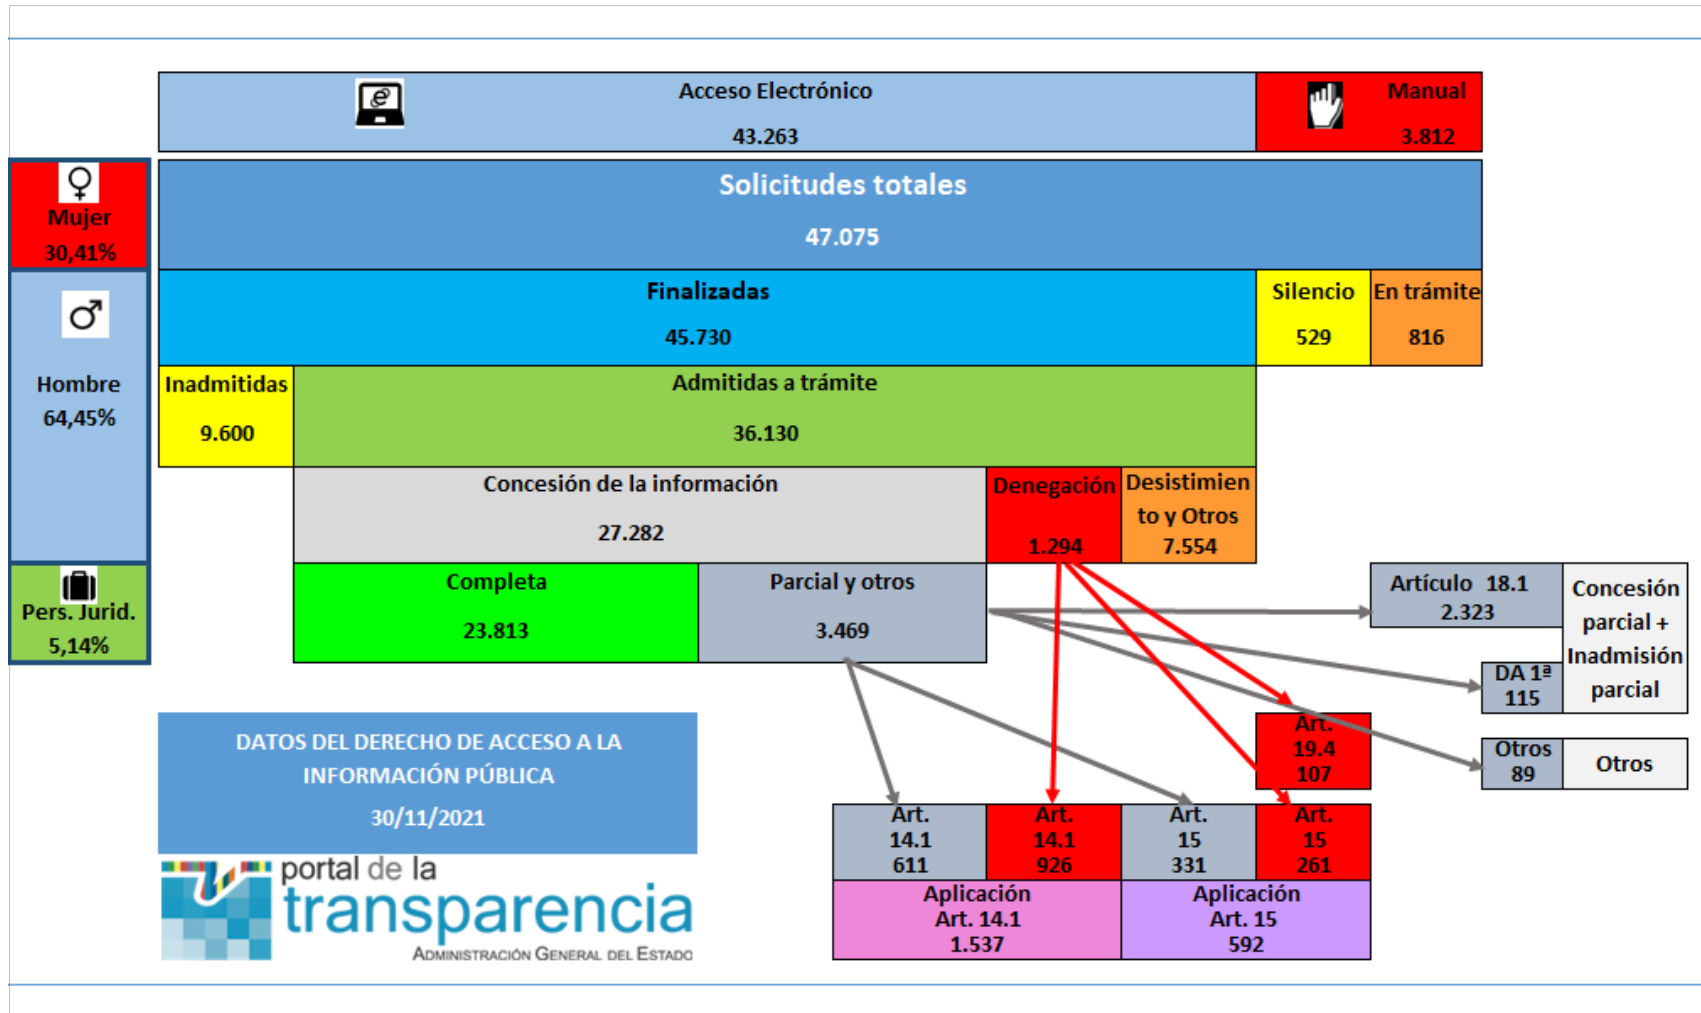 Acceso Electrónico
43.263
Manual
3.812
Mujer
30,41%
Solicitudes totales
47.075
Hombre
64,45%
Finalizadas
45.730
Silencio
529
En trámite
816
Inadmitidas
9.600
Admitidas a trámite
36.130
Concesión de la información
27.282
Denegación
1.294
Desistimien
to y Otros
7.554
Pers. Jurid.
5,14%
Completa
23.813
Parcial y otros
3.469
Artículo 18.1
2.323
Concesión
parcial +
Inadmisión
parcial
DA 1ª
115
Otros
89
Otros
Art.
19.4
107
DATOS DEL DERECHO DE ACCESO A LA
INFORMACIÓN PÚBLICA
30/11/2021
Art.
14.1
611
Art.
14.1
926
Art.
15
331
Art.
15
261
Aplicación
Art. 14.1
1.537
Aplicación
Art. 15
592
portal de la
transparencia
ADMINISTRACIÓN GENERAL DEL ESTADO